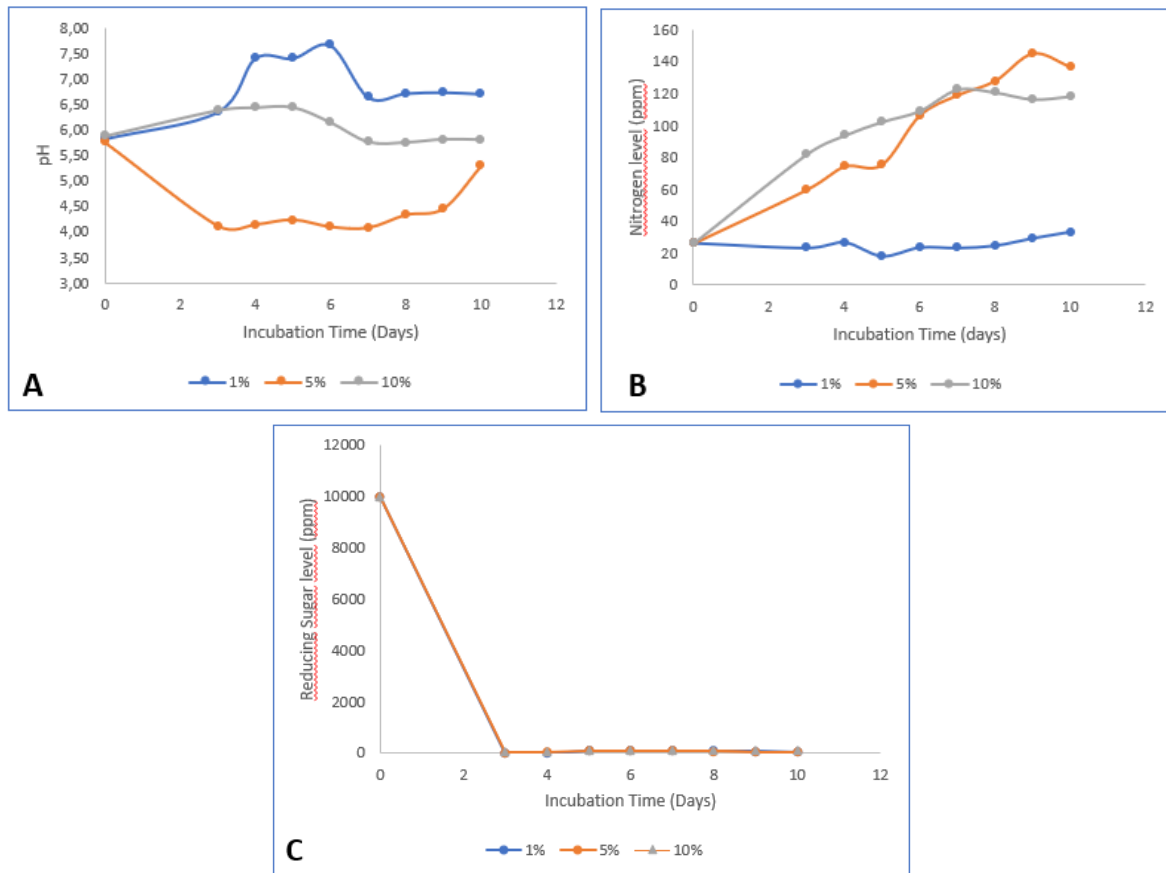 8,00
7,50
7,00
6,50
6,00
5,50
5,00
4,50
4,00
3,50
3,00
pH
0 2 4 6 8 10 12
Incubation Time (Days)
1% 5% 10%
A
160
140
120
100
80
60
40
20
0
Nitrogen level (ppm)
0 2 4 6 8 10 12
Incubation Time (days)
1% 5% 10%
B
12000
10000
8000
6000
4000
2000
0
Reducing Sugar level (ppm)
0 2 4 6 8 10 12
Incubation Time (Days)
1% 5% 10%
C